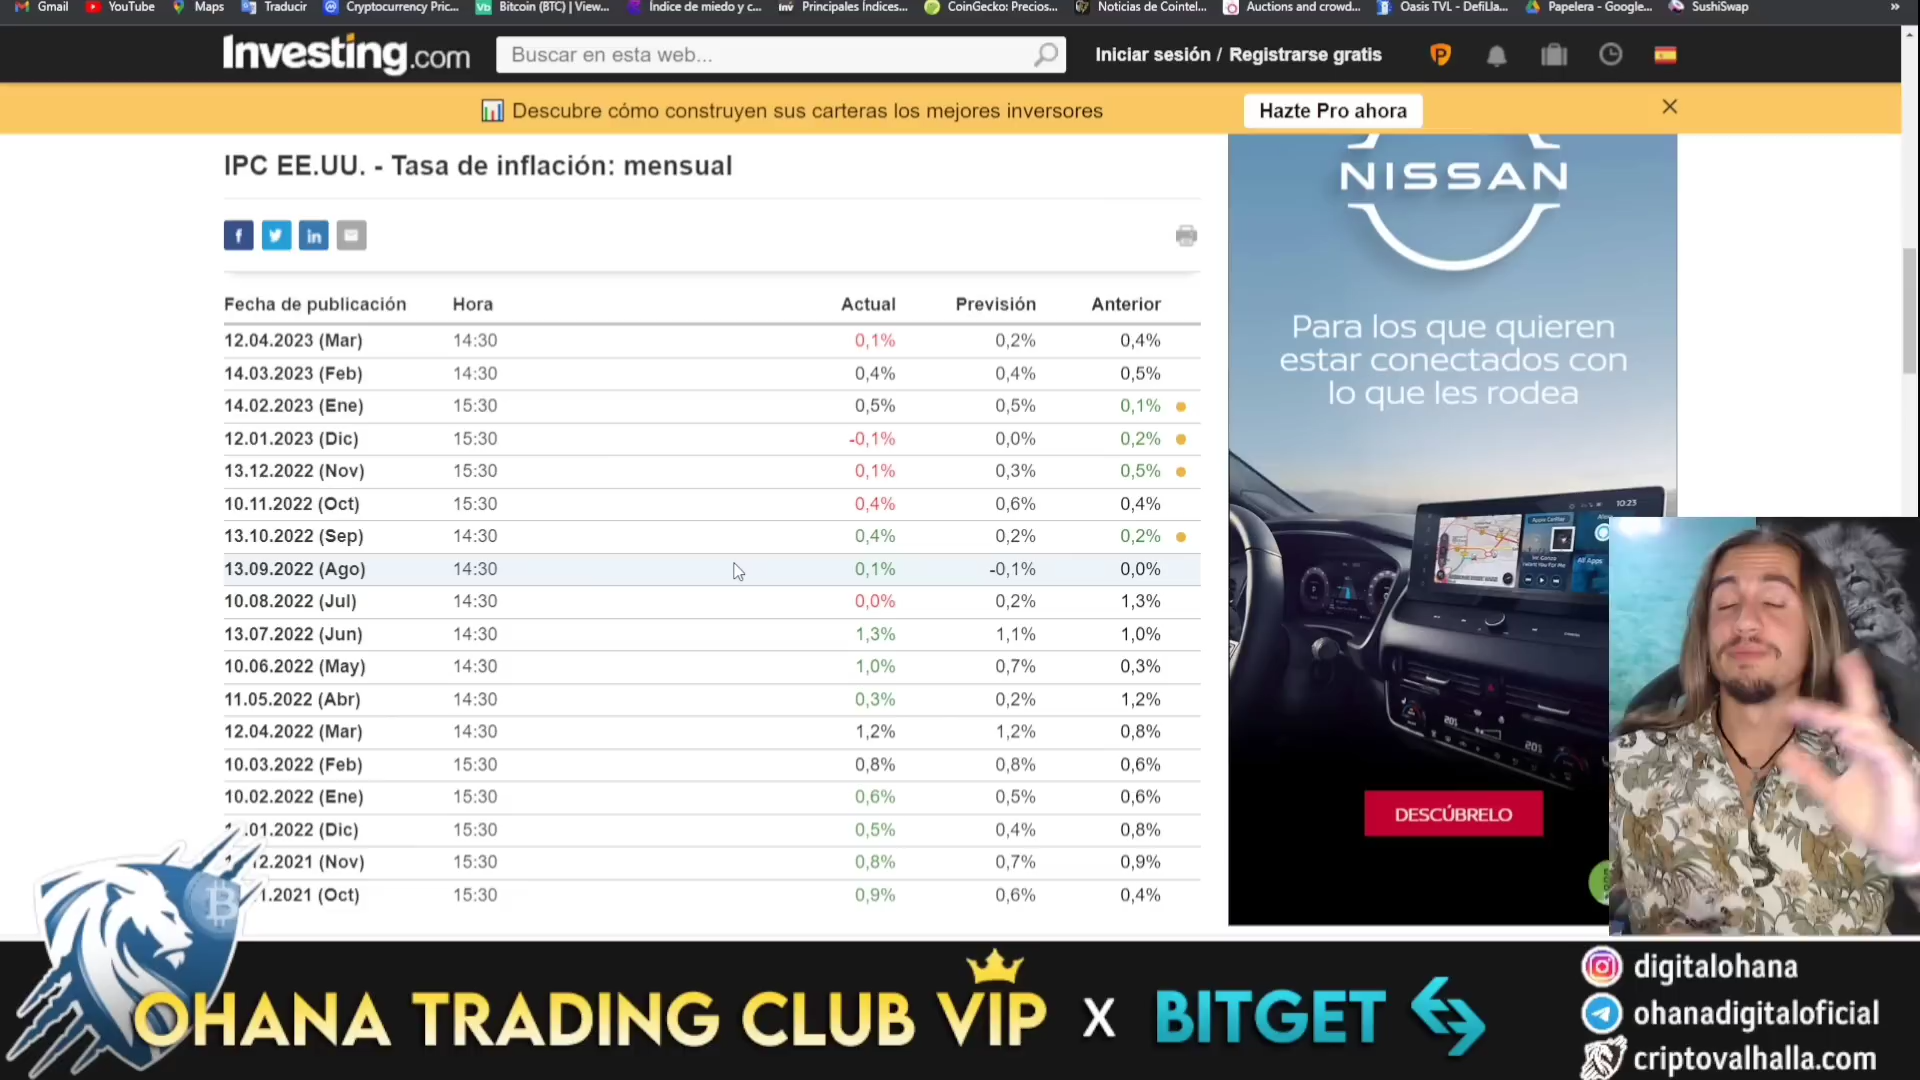 Gmail YouTube Maps Traducir Cryptocurrency Pric... Bitcoin (BTC) | View... Índice de miedo y c... Principales Índices... CoinGecko: Precios... Noticias de Cointel... Auctions and crowd... Oasis TVL - DefiLla... Papelera - Google... SushiSwap »
Investing.com Buscar en esta web... Iniciar sesión / Registrarse gratis
Descubre cómo construyen sus carteras los mejores inversores Hazte Pro ahora
IPC EE.UU. - Tasa de inflación: mensual
Fecha de publicación Hora Actual Previsión Anterior
12.04.2023 (Mar) 14:30 0,1% 0,2% 0,4%
14.03.2023 (Feb) 14:30 0,4% 0,4% 0,5%
14.02.2023 (Ene) 15:30 0,5% 0,5% 0,1%
12.01.2023 (Dic) 15:30 -0,1% 0,0% 0,2%
13.12.2022 (Nov) 15:30 0,1% 0,3% 0,5%
10.11.2022 (Oct) 15:30 0,4% 0,6% 0,4%
13.10.2022 (Sep) 14:30 0,4% 0,2% 0,2%
13.09.2022 (Ago) 14:30 0,1% -0,1% 0,0%
10.08.2022 (Jul) 14:30 0,0% 0,2% 1,3%
13.07.2022 (Jun) 14:30 1,3% 1,1% 1,0%
10.06.2022 (May) 14:30 1,0% 0,7% 0,3%
11.05.2022 (Abr) 14:30 0,3% 0,2% 1,2%
12.04.2022 (Mar) 14:30 1,2% 1,2% 0,8%
10.03.2022 (Feb) 15:30 0,8% 0,8% 0,6%
10.02.2022 (Ene) 15:30 0,6% 0,5% 0,6%
.01.2022 (Dic) 15:30 0,5% 0,4% 0,8%
12.2021 (Nov) 15:30 0,8% 0,7% 0,9%
1.2021 (Oct) 15:30 0,9% 0,6% 0,4%
NISSAN
Para los que quieren
estar conectados con
lo que les rodea
10:23
DESCÚBRELO
OHANA TRADING CLUB VIP X BITGET
digitalohana
ohanadigitaloficial
criptovalhalla.com